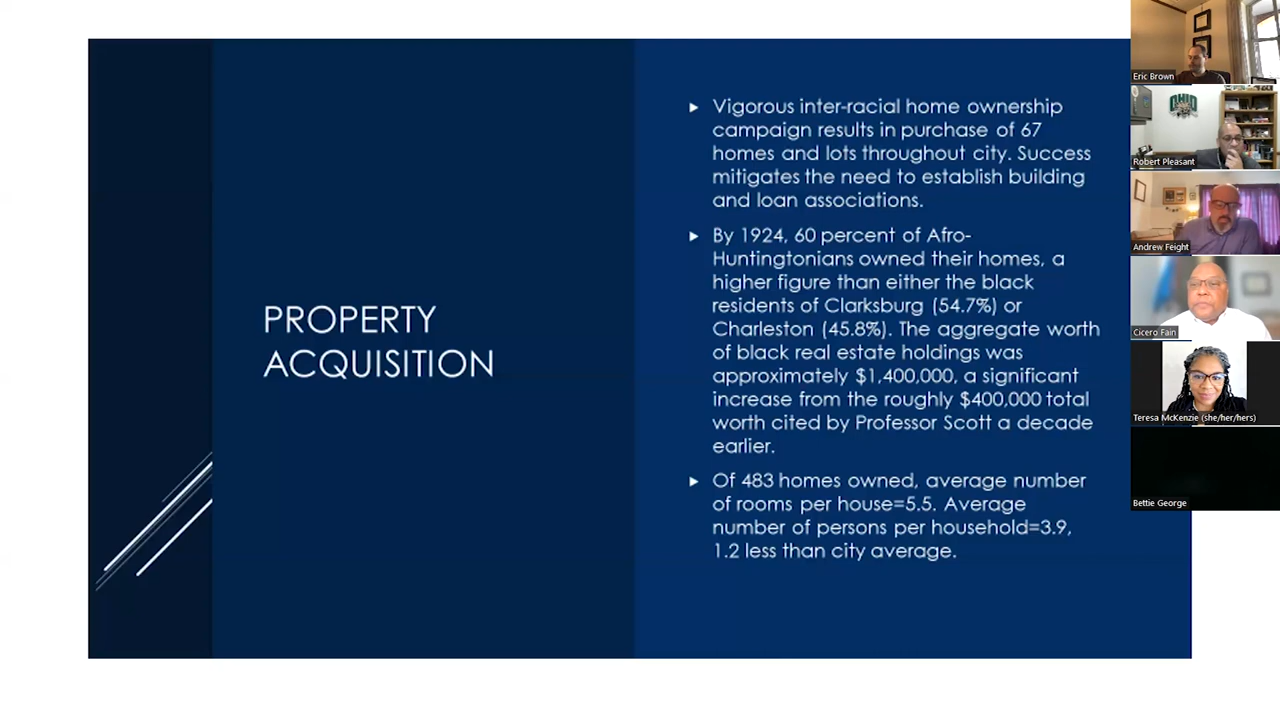 PROPERTY
ACQUISITION
Vigorous inter-racial home ownership
campaign results in purchase of 67
homes and lots throughout city. Success
mitigates the need to establish building
and loan associations.
By 1924, 60 percent of Afro-
Huntingtonians owned their homes, a
higher figure than either the black
residents of Clarksburg (54.7%) or
Charleston (45.8%). The aggregate worth
of black real estate holdings was
approximately $1,400,000, a significant
increase from the roughly $400,000 total
worth cited by Professor Scott a decade
earlier.
Of 483 homes owned, average number
of rooms per house=5.5. Average
number of persons per household=3.9,
1.2 less than city average.
Eric Brown
OHIO
Robert Pleasant
Andrew Feight
Cicero Fain
Teresa McKenzie (she/her/hers)
Bettie George